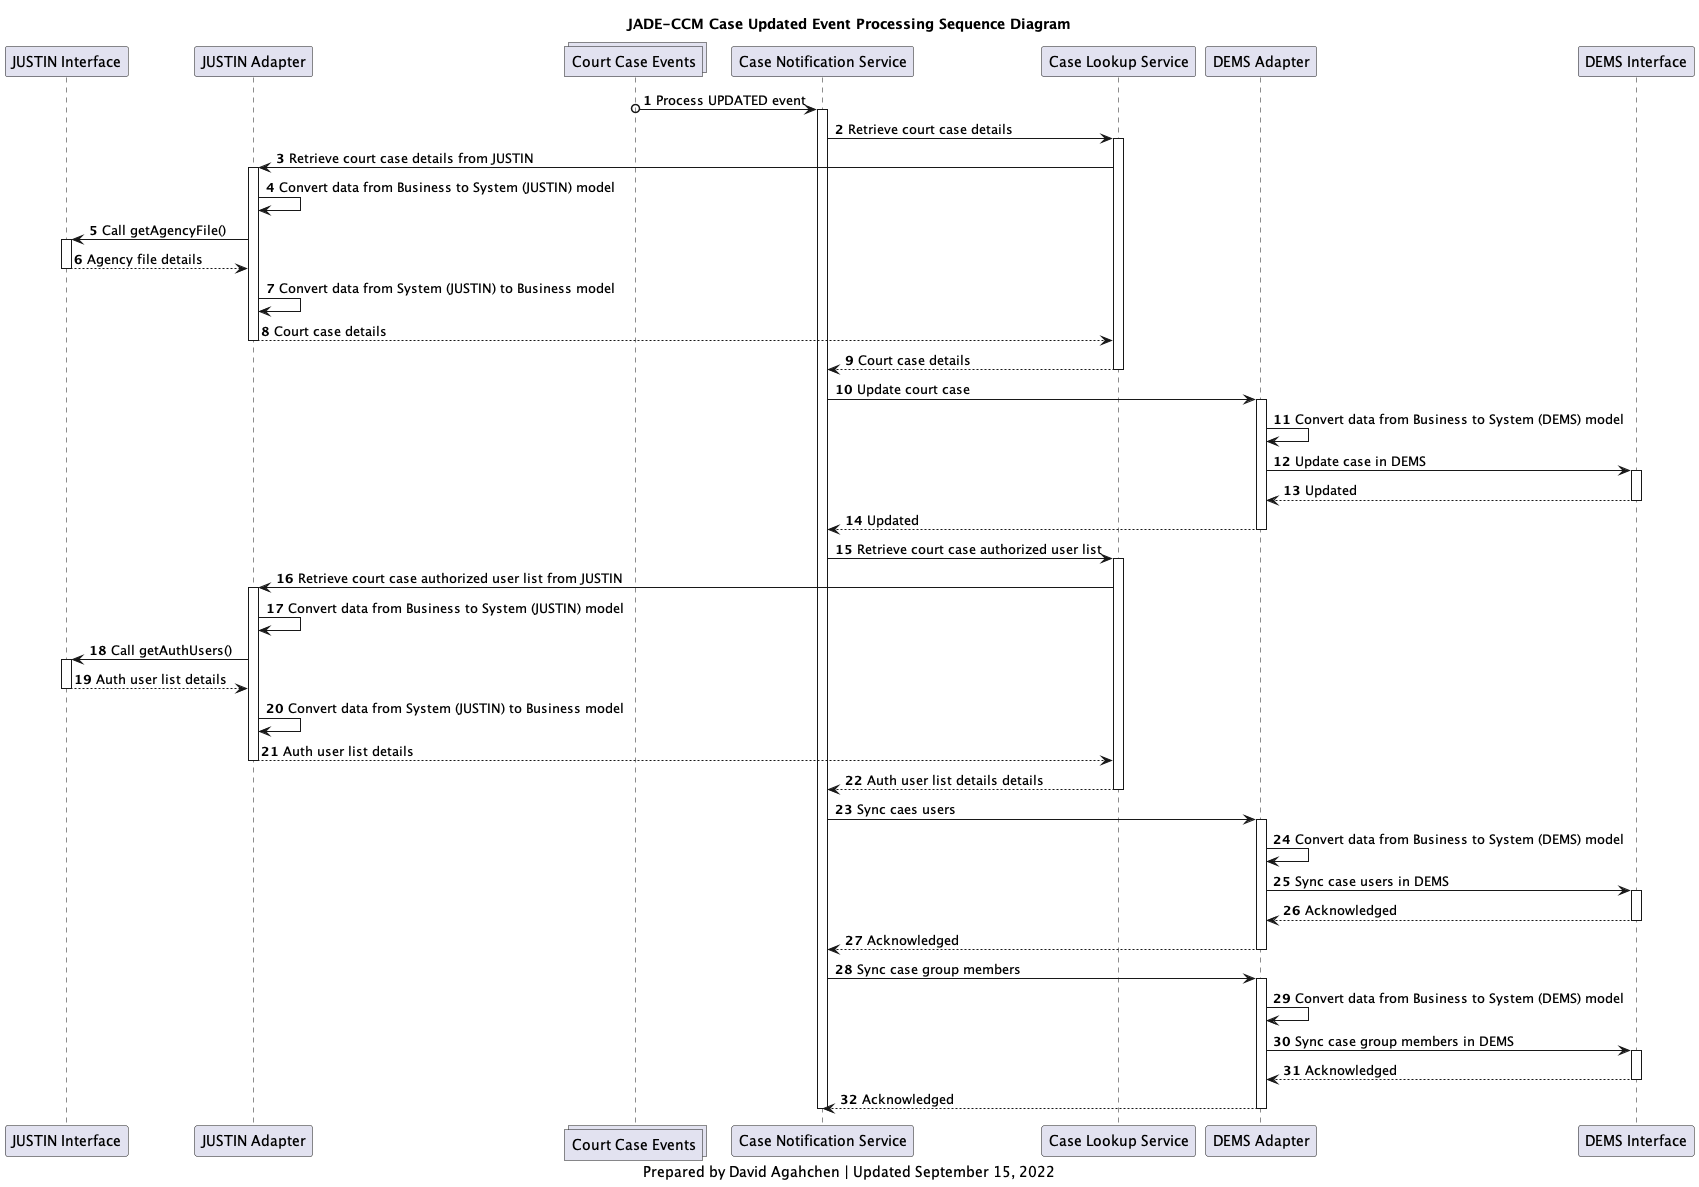 JADE-CCM Case Updated Event Processing Sequence Diagram
JUSTIN Interface
JUSTIN Adapter
Court Case Events
Case Notification Service
Case Lookup Service
DEMS Adapter
DEMS Interface
1 Process UPDATED event
2 Retrieve court case details
3 Retrieve court case details from JUSTIN
4 Convert data from Business to System (JUSTIN) model
5 Call getAgencyFile()
6 Agency file details
7 Convert data from System (JUSTIN) to Business model
8 Court case details
9 Court case details
10 Update court case
11 Convert data from Business to System (DEMS) model
12 Update case in DEMS
13 Updated
14 Updated
15 Retrieve court case authorized user list
16 Retrieve court case authorized user list from JUSTIN
17 Convert data from Business to System (JUSTIN) model
18 Call getAuthUsers()
19 Auth user list details
20 Convert data from System (JUSTIN) to Business model
21 Auth user list details
22 Auth user list details details
23 Sync caes users
24 Convert data from Business to System (DEMS) model
25 Sync case users in DEMS
26 Acknowledged
27 Acknowledged
28 Sync case group members
29 Convert data from Business to System (DEMS) model
30 Sync case group members in DEMS
31 Acknowledged
32 Acknowledged
JUSTIN Interface
JUSTIN Adapter
Court Case Events
Case Notification Service
Case Lookup Service
DEMS Adapter
DEMS Interface
Prepared by David Agahchen | Updated September 15, 2022